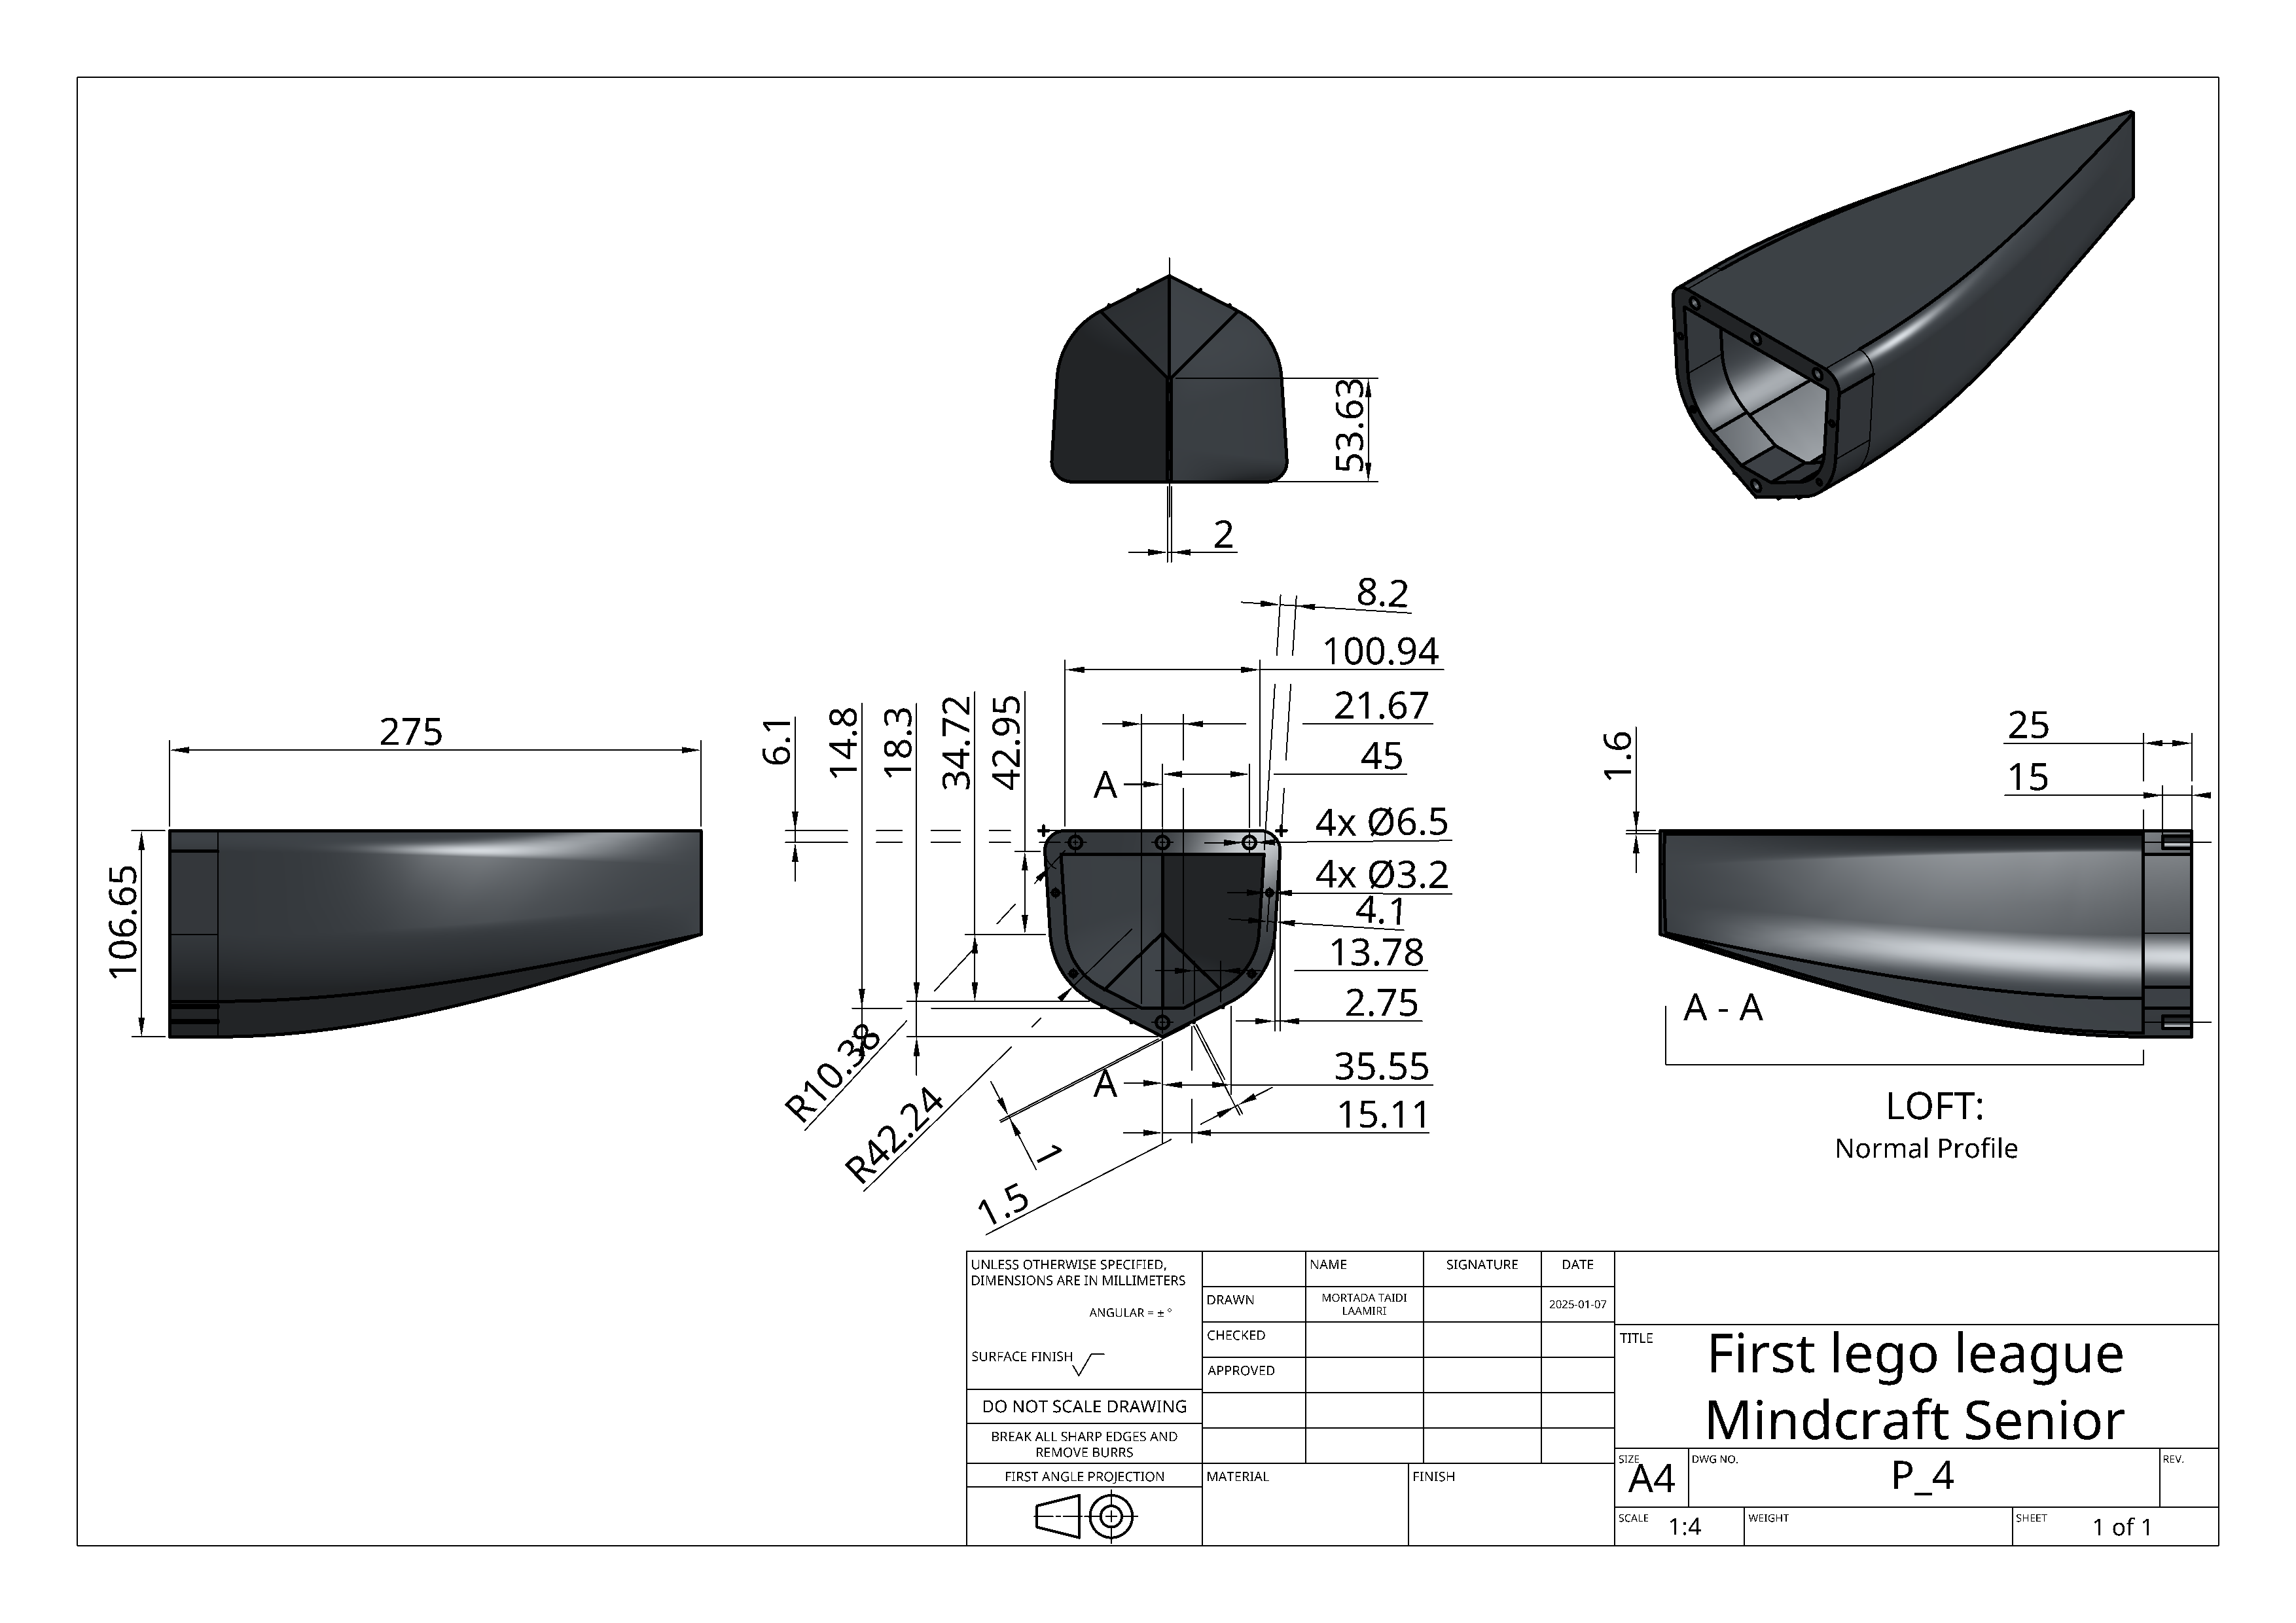 53.63
2
8.2
100.94
21.67
45
4x Ø6.5
4x Ø3.2
4.1
13.78
2.75
35.55
15.11
275
106.65
6.1
14.8
18.3
34.72
42.95
A
A
R10.38
R42.24
1
1.5
1.6
25
15
A - A
LOFT:
Normal Profile
UNLESS OTHERWISE SPECIFIED,
DIMENSIONS ARE IN MILLIMETERS
ANGULAR = ± °
SURFACE FINISH
DO NOT SCALE DRAWING
BREAK ALL SHARP EDGES AND
REMOVE BURRS
FIRST ANGLE PROJECTION
NAME SIGNATURE DATE
DRAWN MORTADA TAIDI
LAAMIRI 2025-01-07
CHECKED
APPROVED
MATERIAL FINISH
TITLE First lego league
Mindcraft Senior
SIZE A4 DWG NO. P_4 REV.
SCALE 1:4 WEIGHT SHEET 1 of 1